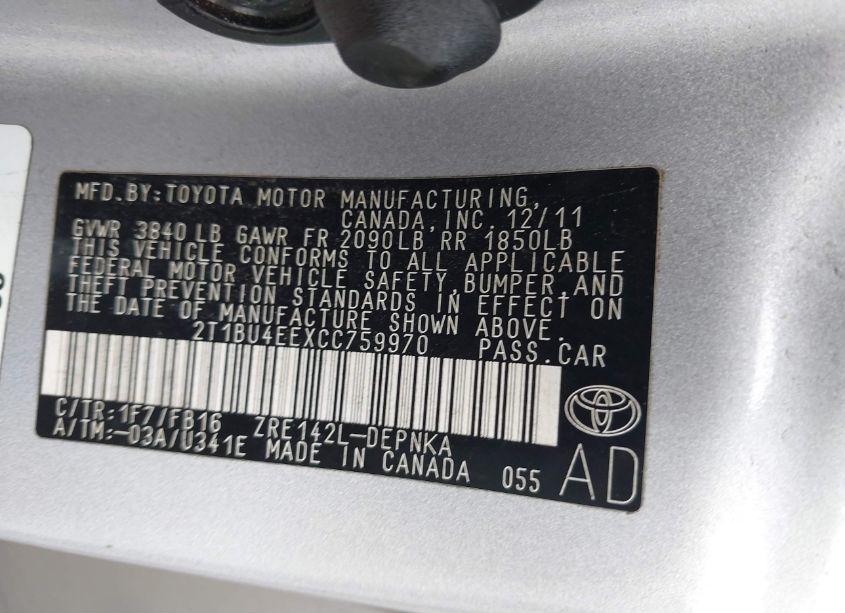 MFD.BY:TOYOTA MOTOR MANUFACTURING,
CANADA,INC. 12/11
GVWR 3840 LB GAWR FR 2090LB RR 1850LB
THIS VEHICLE CONFORMS TO ALL APPLICABLE
FEDERAL MOTOR VEHICLE SAFETY,BUMPER,AND
THEFT PREVENTION STANDARDS IN EFFECT ON
THE DATE OF MANUFACTURE SHOWN ABOVE.
2T1BU4EEXCC759970 PASS.CAR
C/TR:1F7/FB16 ZRE142L-DEPNKA
A/TM:-03A/U341E MADE IN CANADA 055 AD